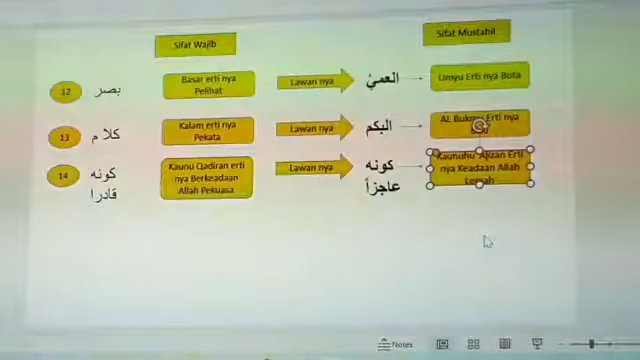 Sifat Wajib
Sifat Mustahil
12
بصر
Basar erti nya
Pelihat
Lawan nya
العمي
Umyu Erti nya Buta
13
كلا م
Kalam erti nya
Pekata
Lawan nya
البكم
AL Bukmu Erti nya
14
كونه
قادرا
Kaunu Qadiran erti
nya Berkeadaan
Allah Pekuasa
Lawan nya
كونه
عاجزاً
Kaunuhu Ajizan Erti
nya Keadaan Allah
Lemah
Notes